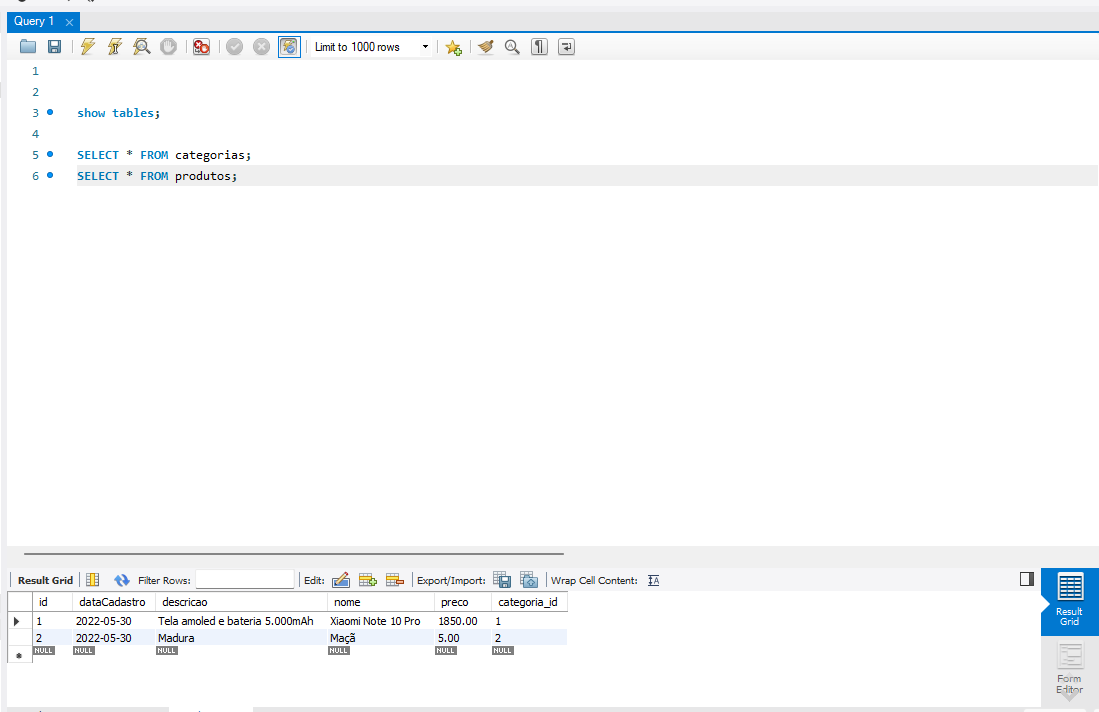 Query 1
Limit to 1000 rows
1
2
3 show tables;
4
5 SELECT * FROM categorias;
6 SELECT * FROM produtos;
Result Grid Filter Rows: Edit: Export/Import: Wrap Cell Content:
id dataCadastro descricao nome preco categoria_id
1 2022-05-30 Tela amoled e bateria 5.000mAh Xiaomi Note 10 Pro 1850.00 1
2 2022-05-30 Madura Maçã 5.00 2
NULL NULL NULL NULL NULL NULL
Result
Grid
Form
Editor